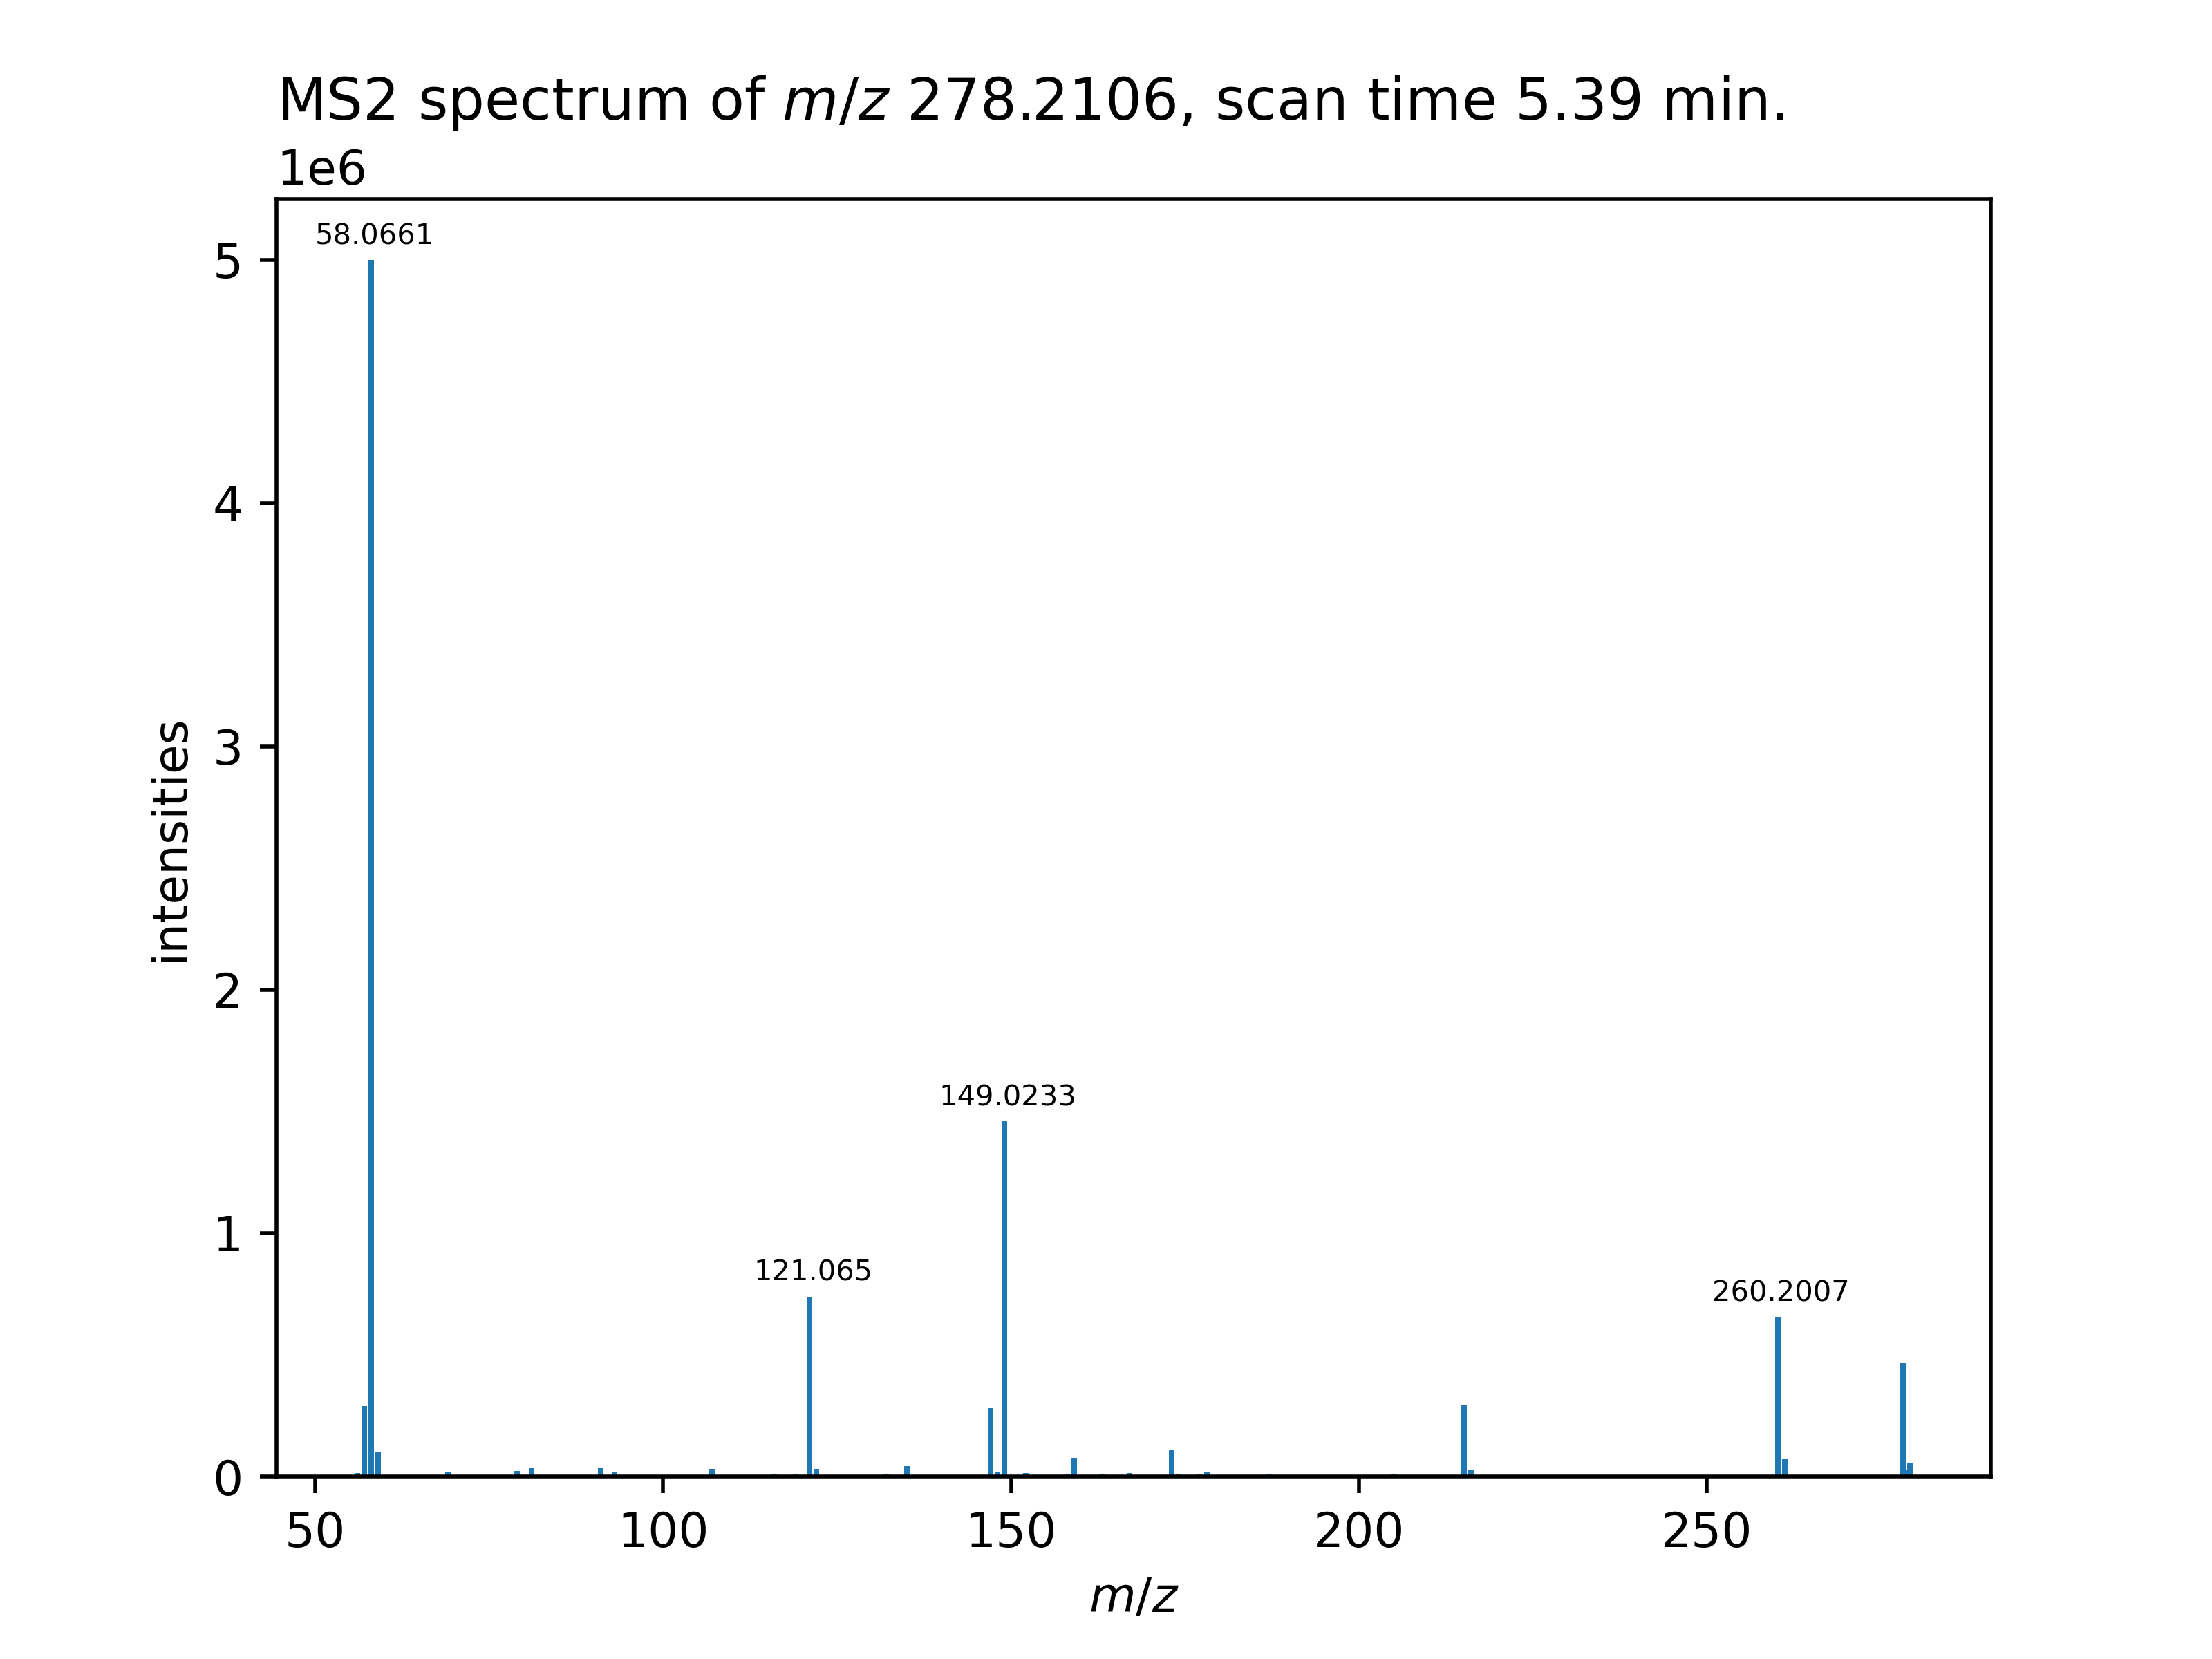 MS2 spectrum of m/z 278.2106, scan time 5.39 min.
1e6
58.0661
149.0233
121.065
260.2007
intensities
5
4
3
2
1
0
50 100 150 200 250
m/z